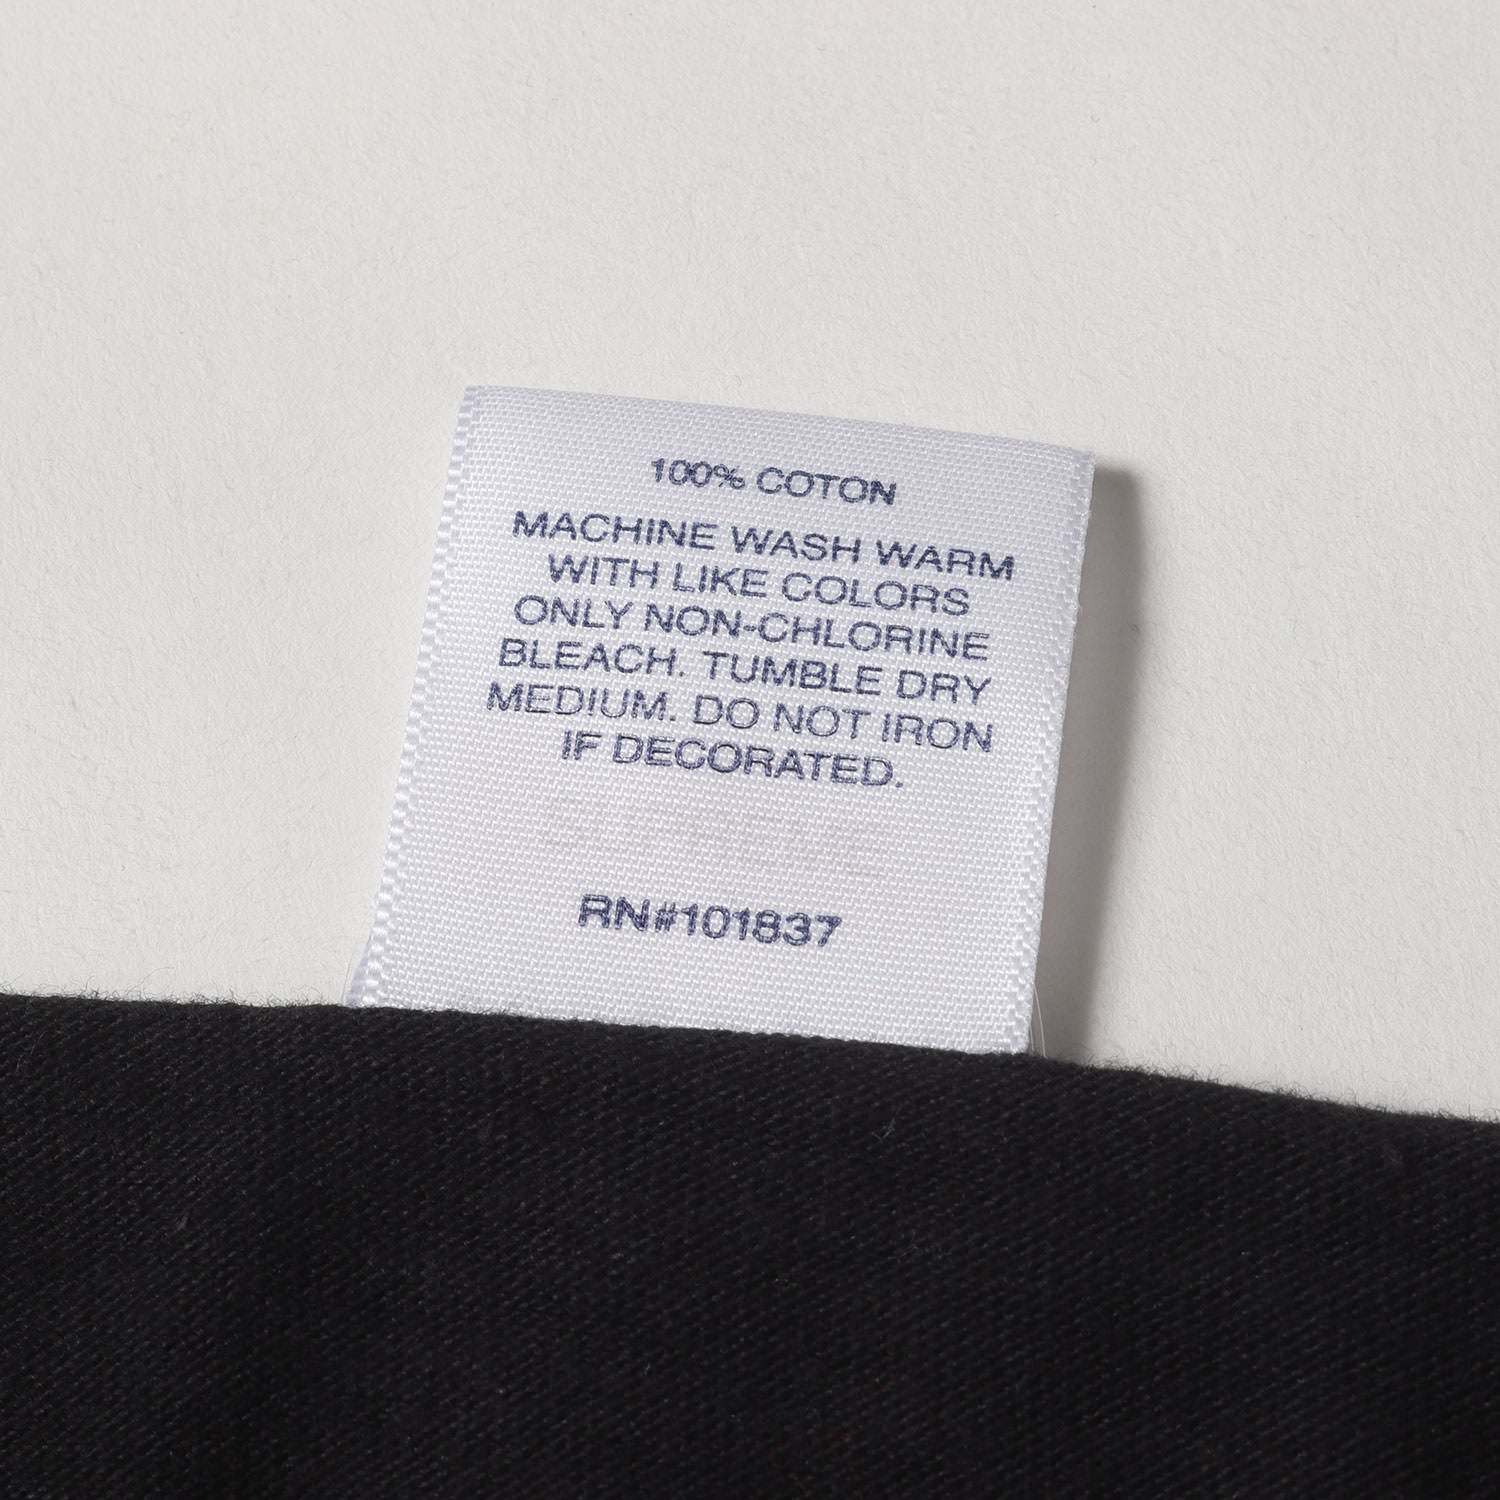 100% COTON
MACHINE WASH WARM
WITH LIKE COLORS
ONLY NON-CHLORINE
BLEACH. TUMBLE DRY
MEDIUM. DO NOT IRON
IF DECORATED.
RN#101837